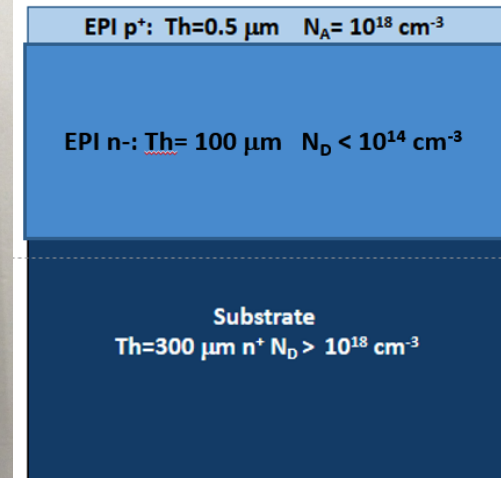 EPI p⁺: Th=0.5 µm N_A= 10¹⁸ cm⁻³
EPI n-: Th= 100 µm N_D < 10¹⁴ cm⁻³
Substrate
Th=300 µm n⁺ N_D > 10¹⁸ cm⁻³